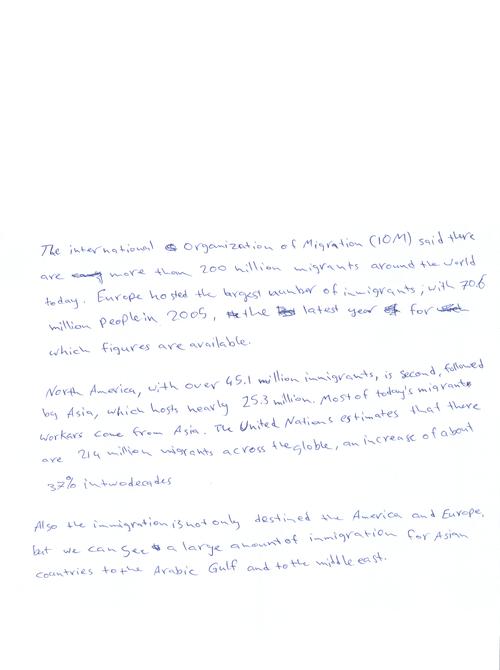 The international Organization of Migration (IOM) said there
are more than 200 million migrants around the world
today. Europe hosted the largest number of immigrants, with 70.6
million people in 2005, the latest year for
which figures are available.
North America, with over 45.1 million immigrants, is second, followed
by Asia, which hosts nearly 25.3 million. Most of today's migrants
workers come from Asia. The United Nations estimates that there
are 214 million migrants across the globe, an increase of about
37% in two decades
Also the immigration is not only destined the America and Europe,
but we can see a large amount of immigration for Asian
countries to the Arabic Gulf and to the middle east.